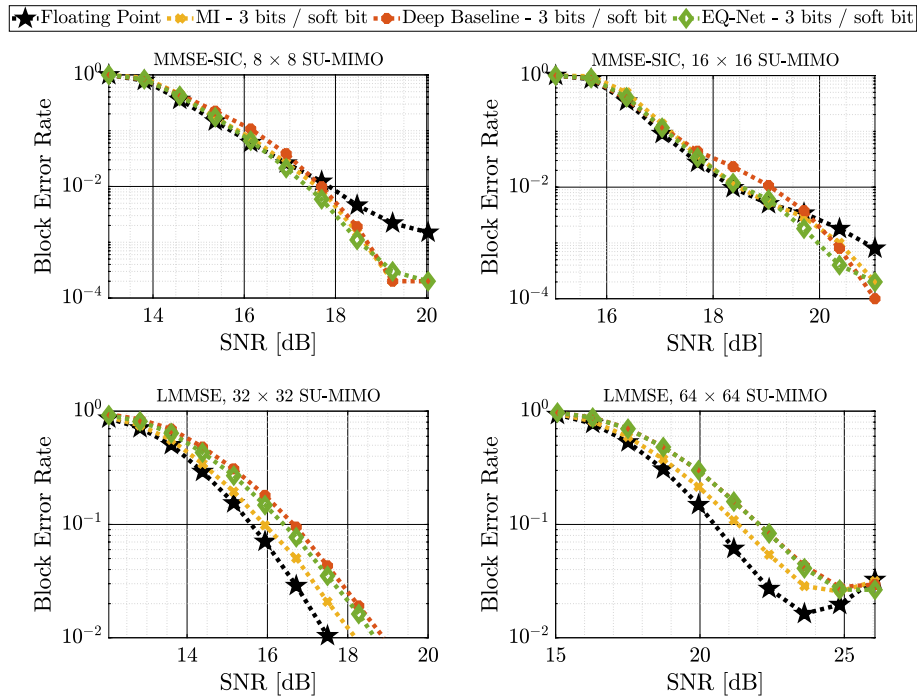 Floating Point MI - 3 bits / soft bit Deep Baseline - 3 bits / soft bit EQ-Net - 3 bits / soft bit
MMSE-SIC, 8 × 8 SU-MIMO
Block Error Rate
10^0
10^-2
10^-4
14 16 18 20
SNR [dB]
MMSE-SIC, 16 × 16 SU-MIMO
Block Error Rate
10^0
10^-2
10^-4
16 18 20
SNR [dB]
LMMSE, 32 × 32 SU-MIMO
Block Error Rate
10^0
10^-1
10^-2
14 16 18 20
SNR [dB]
LMMSE, 64 × 64 SU-MIMO
Block Error Rate
10^0
10^-1
10^-2
15 20 25
SNR [dB]